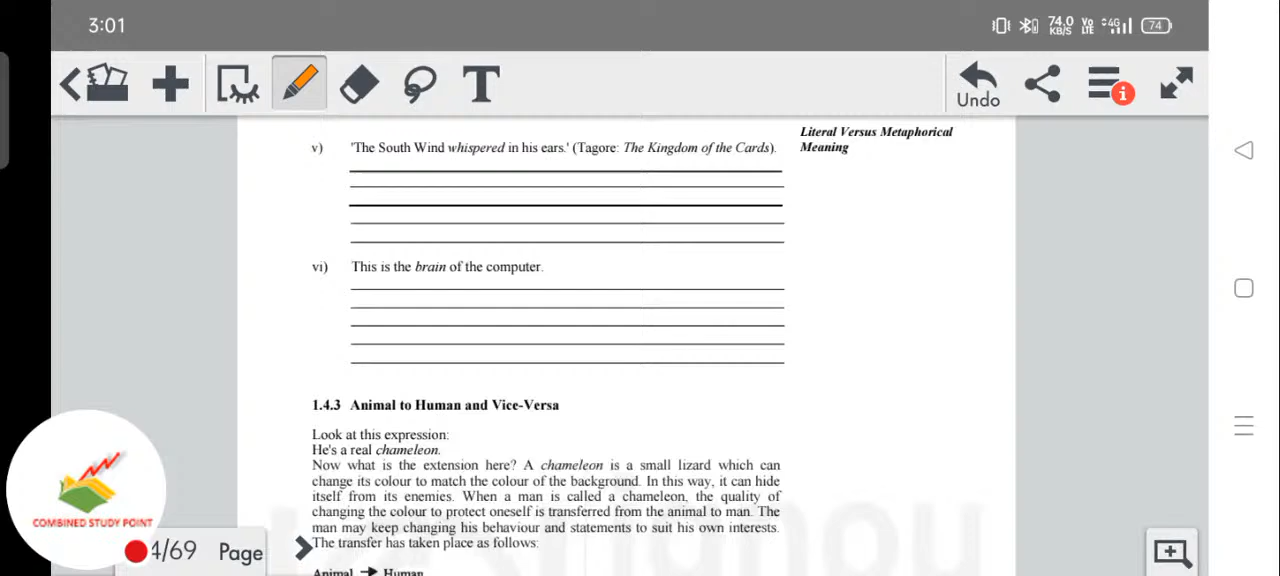 3:01
74.0 KB/S
Vo LTE
4G
74
T
Undo
i
Literal Versus Metaphorical
Meaning
v) 'The South Wind whispered in his ears.' (Tagore: The Kingdom of the Cards).
vi) This is the brain of the computer.
1.4.3 Animal to Human and Vice-Versa
Look at this expression:
He's a real chameleon.
Now what is the extension here? A chameleon is a small lizard which can
change its colour to match the colour of the background. In this way, it can hide
itself from its enemies. When a man is called a chameleon, the quality of
changing the colour to protect oneself is transferred from the animal to man. The
man may keep changing his behaviour and statements to suit his own interests.
The transfer has taken place as follows:
Animal → Human
COMBINED STUDY POINT
4/69 Page